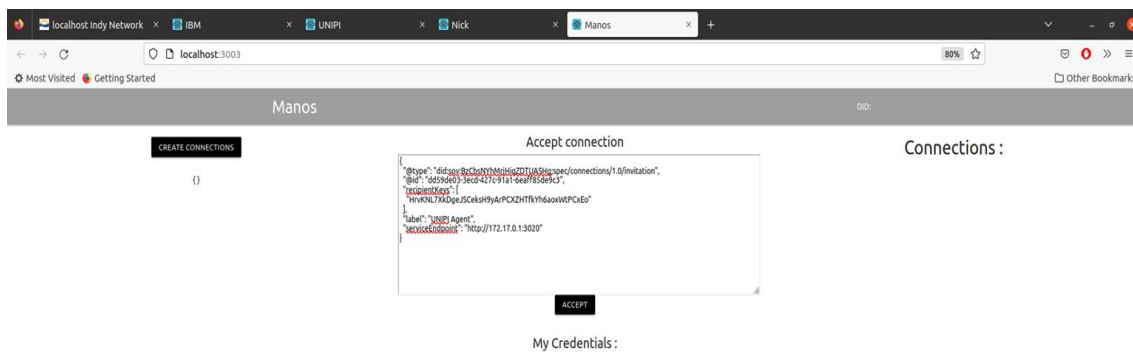 localhost Indy Network
IBM
UNIPI
Nick
Manos
localhost:3003
80%
Most Visited
Getting Started
Other Bookmarks
Manos
DID:
CREATE CONNECTIONS
{}
Accept connection
{
"@type": "did:sov:BzCbsNYhMrjHiqZDTUASHg;spec/connections/1.0/invitation",
"@id": "dd59de03-3ecd-427c-91a1-6eaff85de9c3",
"recipientKeys": [
"HrvKNL7XkDgeJSCeksH9yArPCXZHTfkYh6aoxWtPCxEo"
],
"label": "UNIPI Agent",
"serviceEndpoint": "http://172.17.0.1:3020"
}
ACCEPT
Connections :
My Credentials :